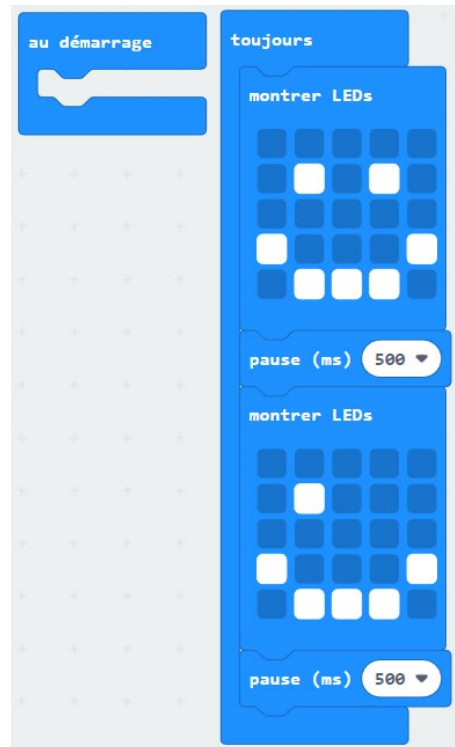 au démarrage
toujours
montrer LEDs
pause (ms) 500
montrer LEDs
pause (ms) 500